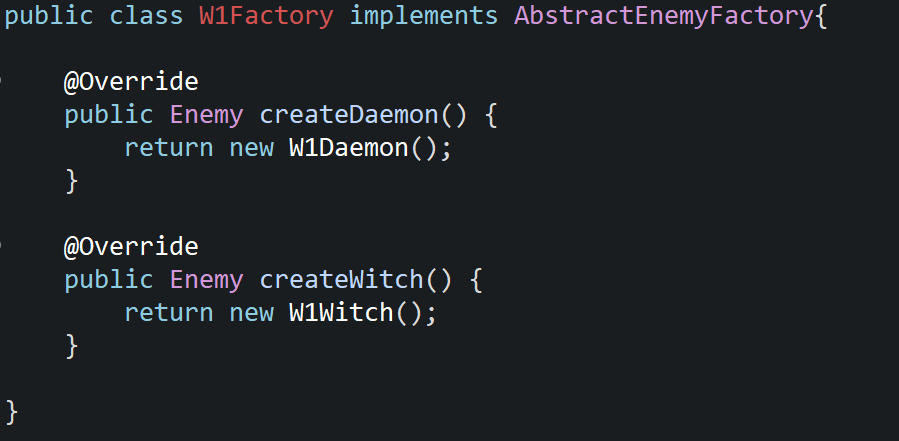 public class W1Factory implements AbstractEnemyFactory{
@Override
public Enemy createDaemon() {
return new W1Daemon();
}
@Override
public Enemy createWitch() {
return new W1Witch();
}
}